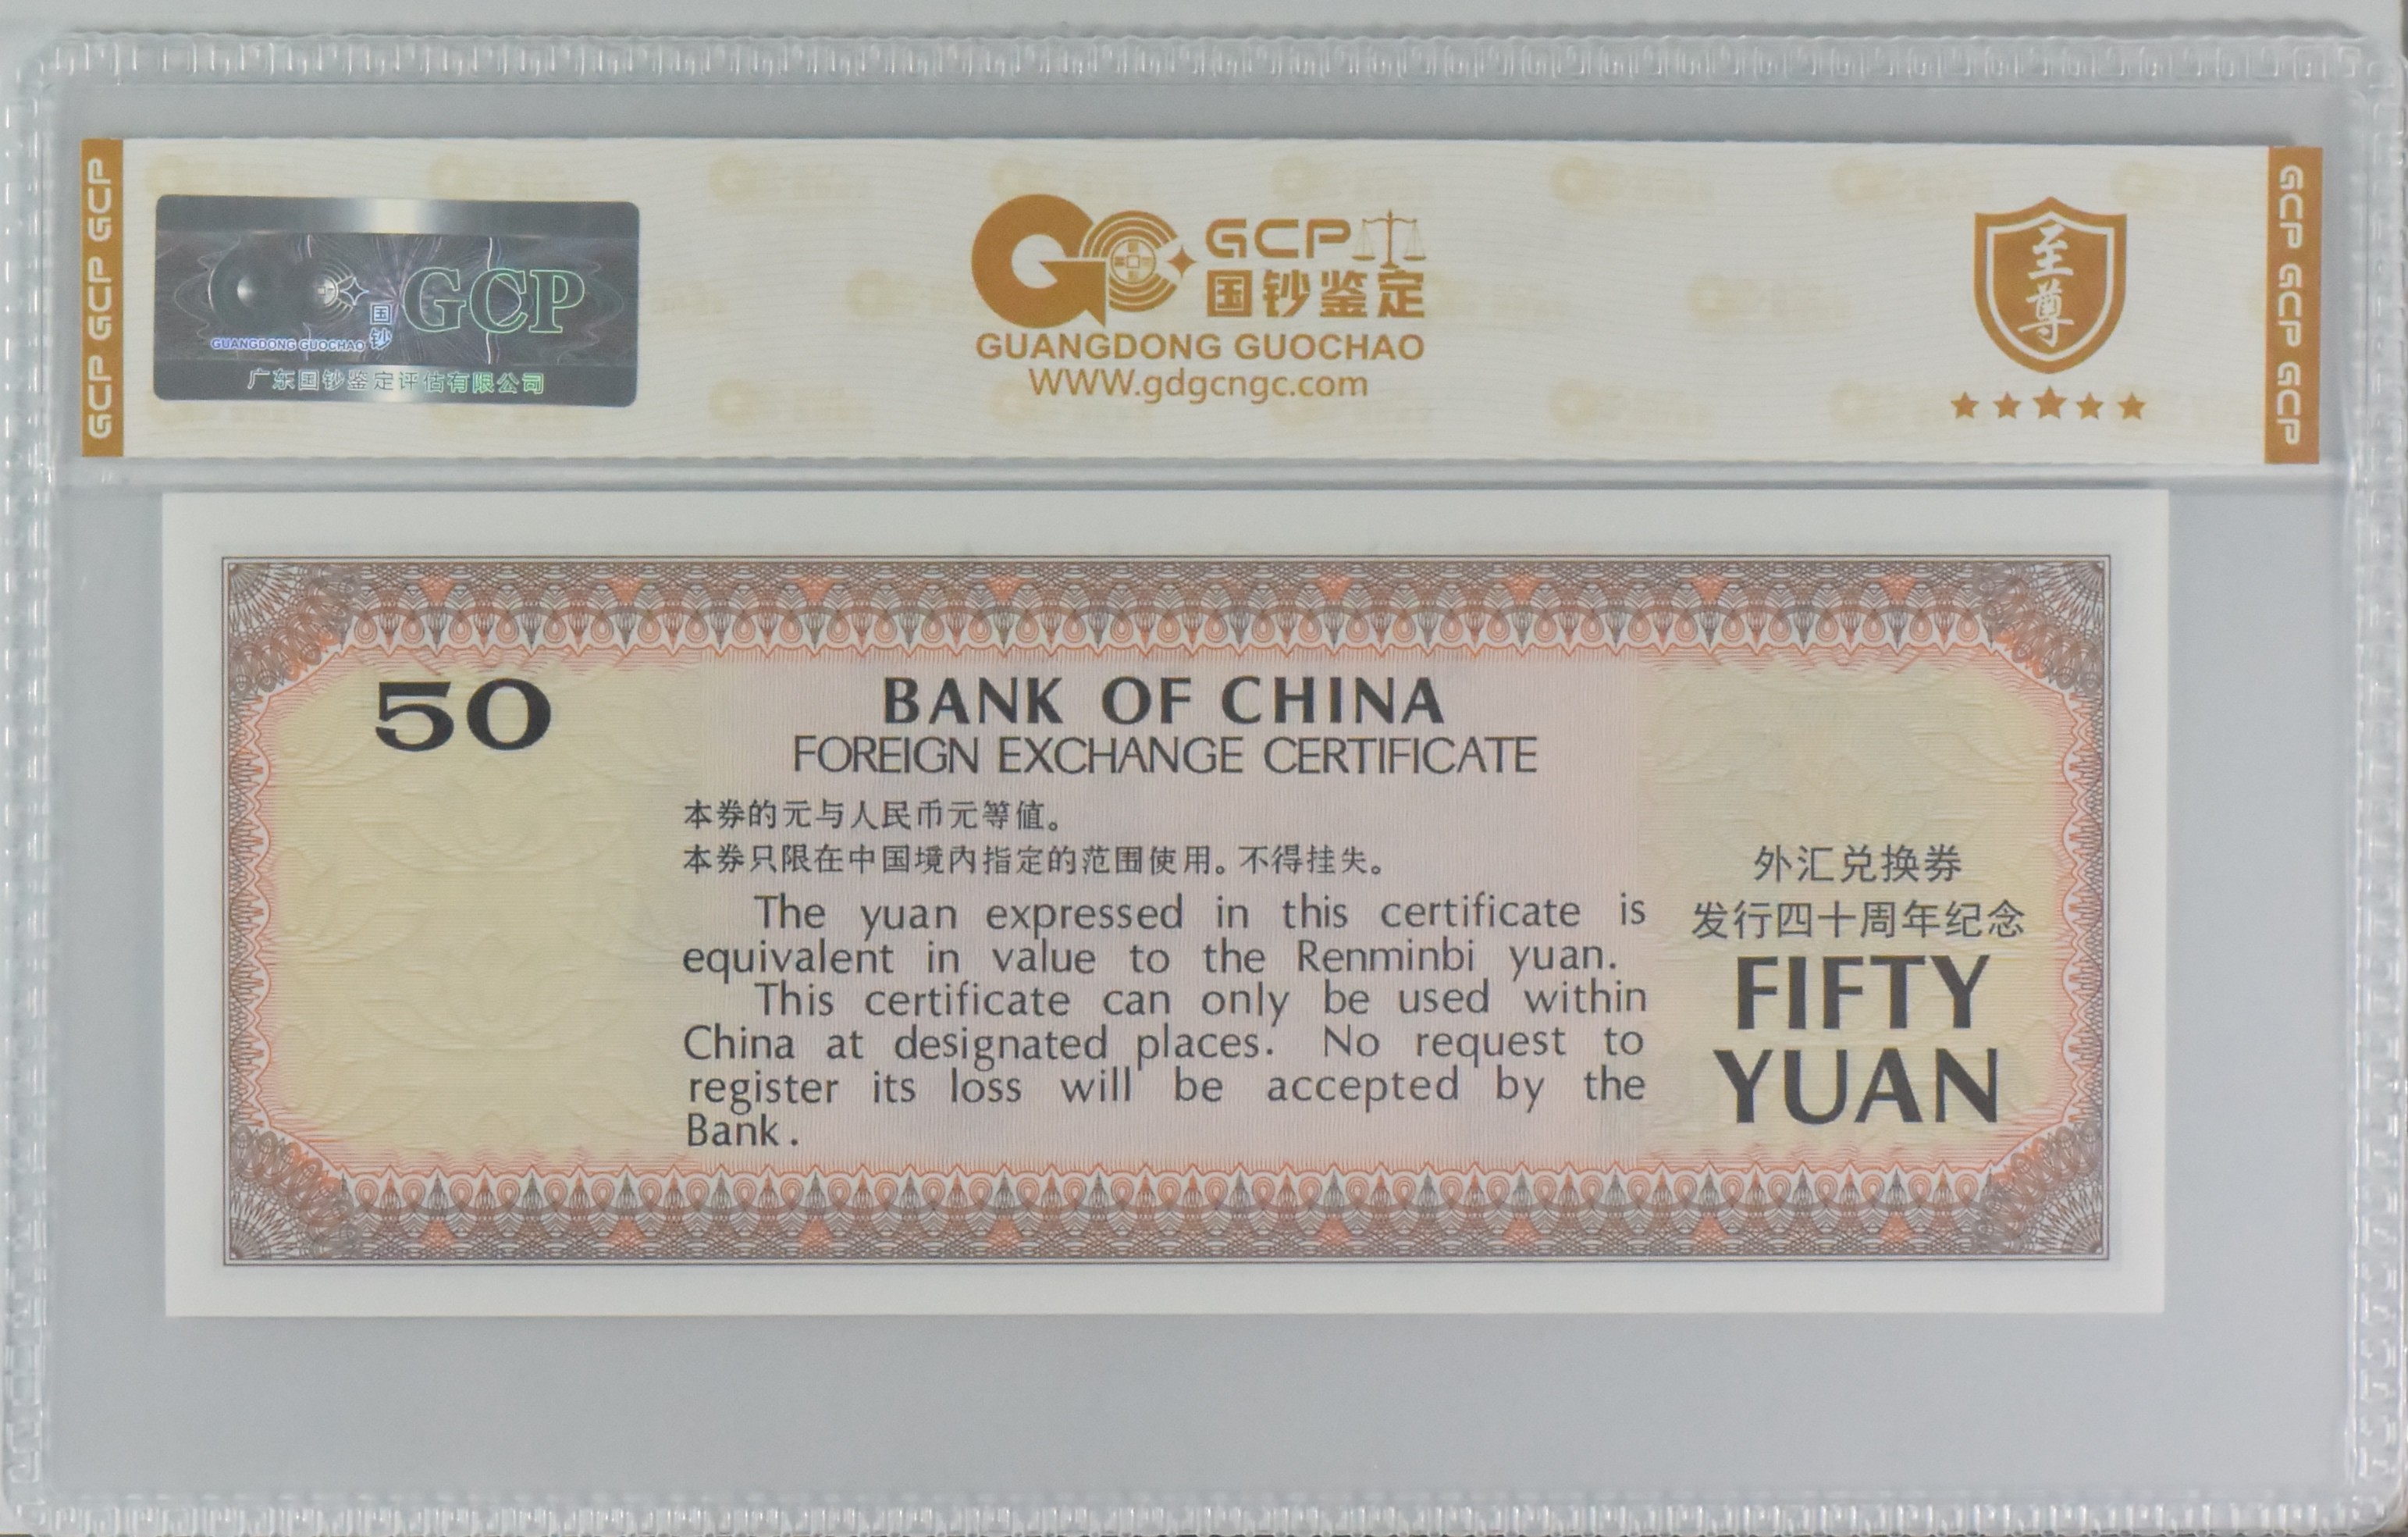 GCP GCP GCP
国钞
GCP
GUANGDONG GUOCHAO
广东国钞鉴定评估有限公司
GCP
国钞鉴定
GUANGDONG GUOCHAO
WWW.gdgcngc.com
至尊
GCP GCP GCP
50
BANK OF CHINA
FOREIGN EXCHANGE CERTIFICATE
本券的元与人民币元等值。
本券只限在中国境内指定的范围使用。不得挂失。
The yuan expressed in this certificate is
equivalent in value to the Renminbi yuan.
This certificate can only be used within
China at designated places. No request to
register its loss will be accepted by the
Bank.
外汇兑换券
发行四十周年纪念
FIFTY
YUAN